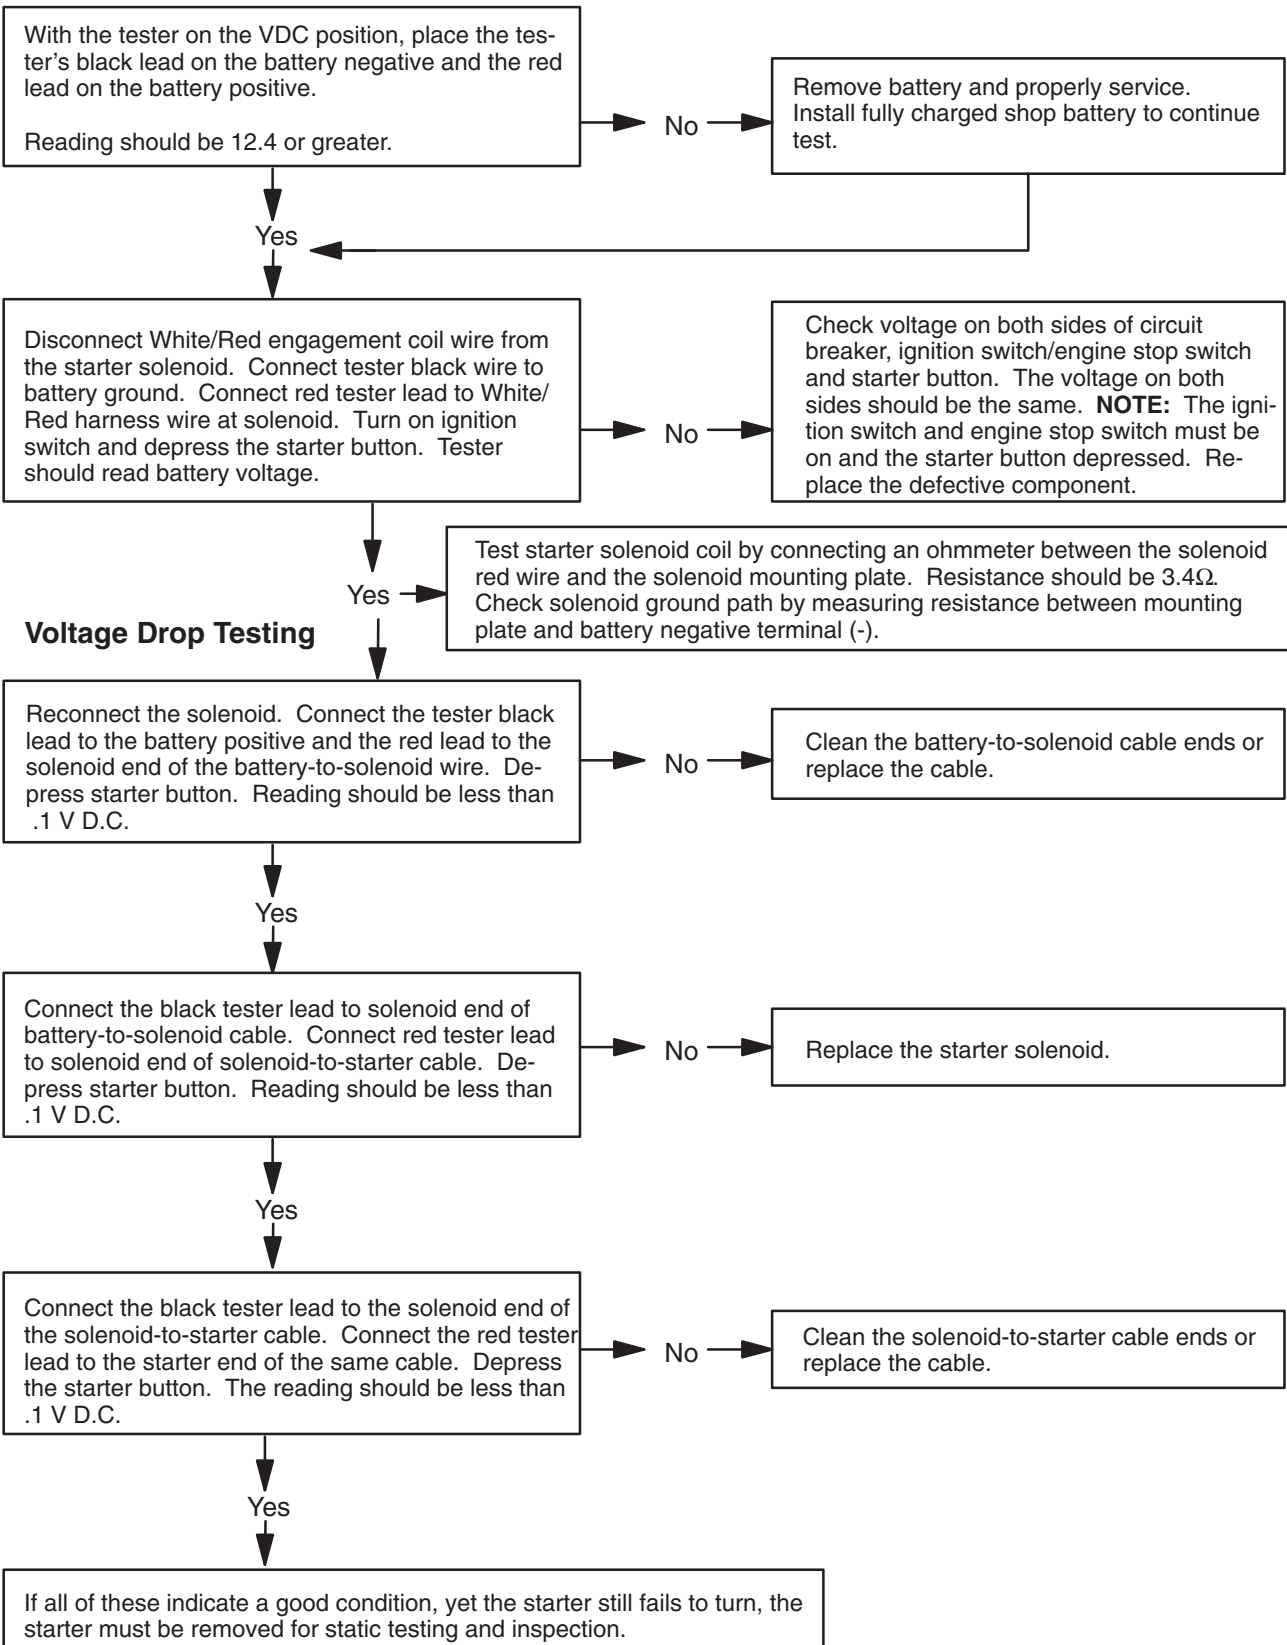 With the tester on the VDC position, place the tes-
ter's black lead on the battery negative and the red
lead on the battery positive.
Reading should be 12.4 or greater.
No
Remove battery and properly service.
Install fully charged shop battery to continue
test.
Yes
Disconnect White/Red engagement coil wire from
the starter solenoid. Connect tester black wire to
battery ground. Connect red tester lead to White/
Red harness wire at solenoid. Turn on ignition
switch and depress the starter button. Tester
should read battery voltage.
No
Check voltage on both sides of circuit
breaker, ignition switch/engine stop switch
and starter button. The voltage on both
sides should be the same. NOTE: The igni-
tion switch and engine stop switch must be
on and the starter button depressed. Re-
place the defective component.
Yes
Test starter solenoid coil by connecting an ohmmeter between the solenoid
red wire and the solenoid mounting plate. Resistance should be 3.4Ω.
Check solenoid ground path by measuring resistance between mounting
plate and battery negative terminal (-).
Voltage Drop Testing
Reconnect the solenoid. Connect the tester black
lead to the battery positive and the red lead to the
solenoid end of the battery-to-solenoid wire. De-
press starter button. Reading should be less than
.1 V D.C.
No
Clean the battery-to-solenoid cable ends or
replace the cable.
Yes
Connect the black tester lead to solenoid end of
battery-to-solenoid cable. Connect red tester lead
to solenoid end of solenoid-to-starter cable. De-
press starter button. Reading should be less than
.1 V D.C.
No
Replace the starter solenoid.
Yes
Connect the black tester lead to the solenoid end of
the solenoid-to-starter cable. Connect the red tester
lead to the starter end of the same cable. Depress
the starter button. The reading should be less than
.1 V D.C.
No
Clean the solenoid-to-starter cable ends or
replace the cable.
Yes
If all of these indicate a good condition, yet the starter still fails to turn, the
starter must be removed for static testing and inspection.